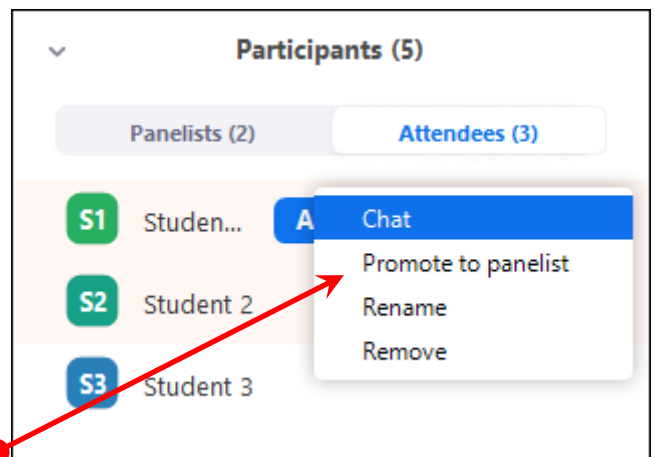 Participants (5)
Panelists (2) Attendees (3)
S1 Studen... A Chat
Promote to panelist
S2 Student 2 Rename
Remove
S3 Student 3